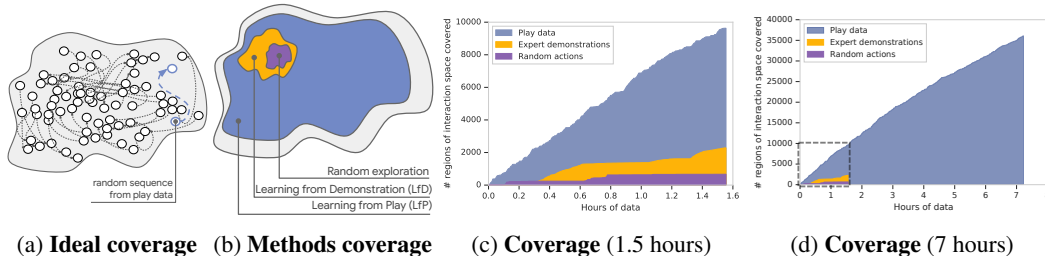 random sequence
from play data
Random exploration
Learning from Demonstration (LfD)
Learning from Play (LfP)
# regions of interaction space covered
10000
8000
6000
4000
2000
0
Play data
Expert demonstrations
Random actions
0.0 0.2 0.4 0.6 0.8 1.0 1.2 1.4 1.6
Hours of data
# regions of interaction space covered
40000
35000
30000
25000
20000
15000
10000
5000
0
Play data
Expert demonstrations
Random actions
0 1 2 3 4 5 6 7
Hours of data
(a) Ideal coverage (b) Methods coverage (c) Coverage (1.5 hours) (d) Coverage (7 hours)